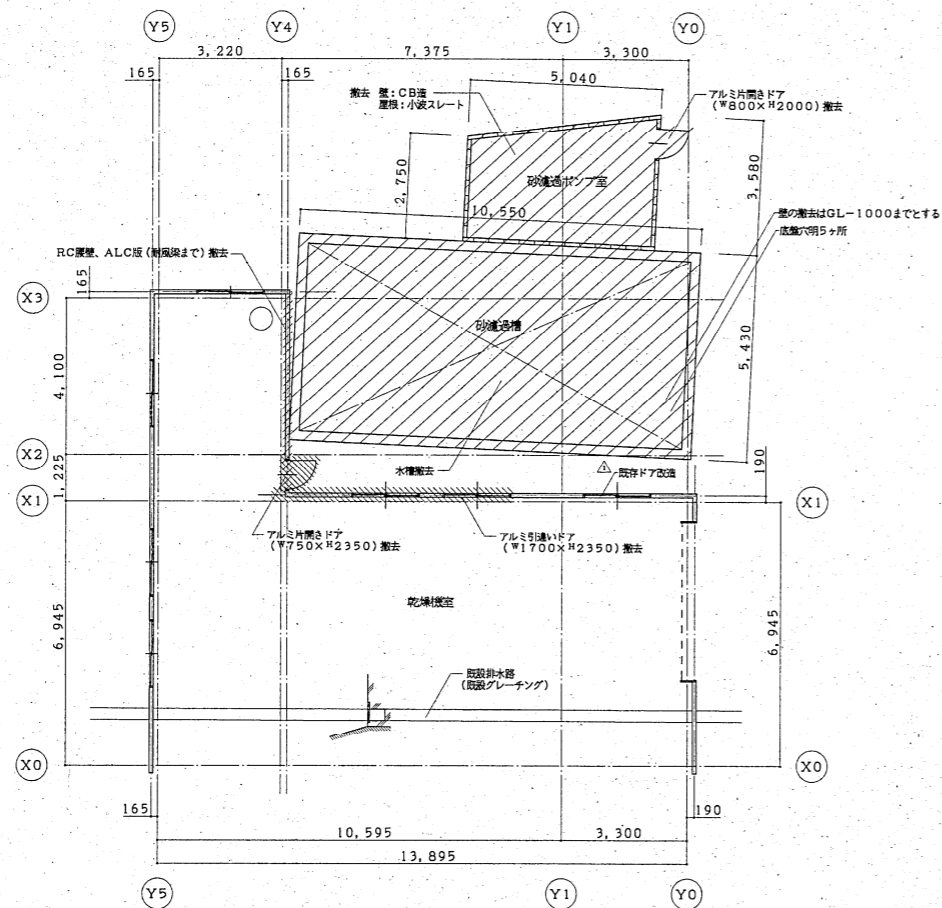 Y5
Y4
Y1
Y0
3,220
7,375
3,300
165
165
5,040
撤去 壁:CB造
屋根:小波スレート
アルミ片開きドア
(W800×H2000)撤去
2,750
砂濾過ポンプ室
3,580
10,550
壁の撤去はGL-1000までとする
底盤穴明5ヶ所
RC腰壁、ALC版(耐風梁まで)撤去
165
X3
砂濾過槽
5,430
4,100
X2
水槽撤去
1
既存ドア改造
190
1,225
X1
X1
アルミ片開きドア
(W750×H2350)撤去
アルミ引違いドア
(W1700×H2350)撤去
乾燥機室
6,945
6,945
既設排水路
(既設グレーチング)
X0
X0
165
190
10,595
3,300
13,895
Y5
Y1
Y0